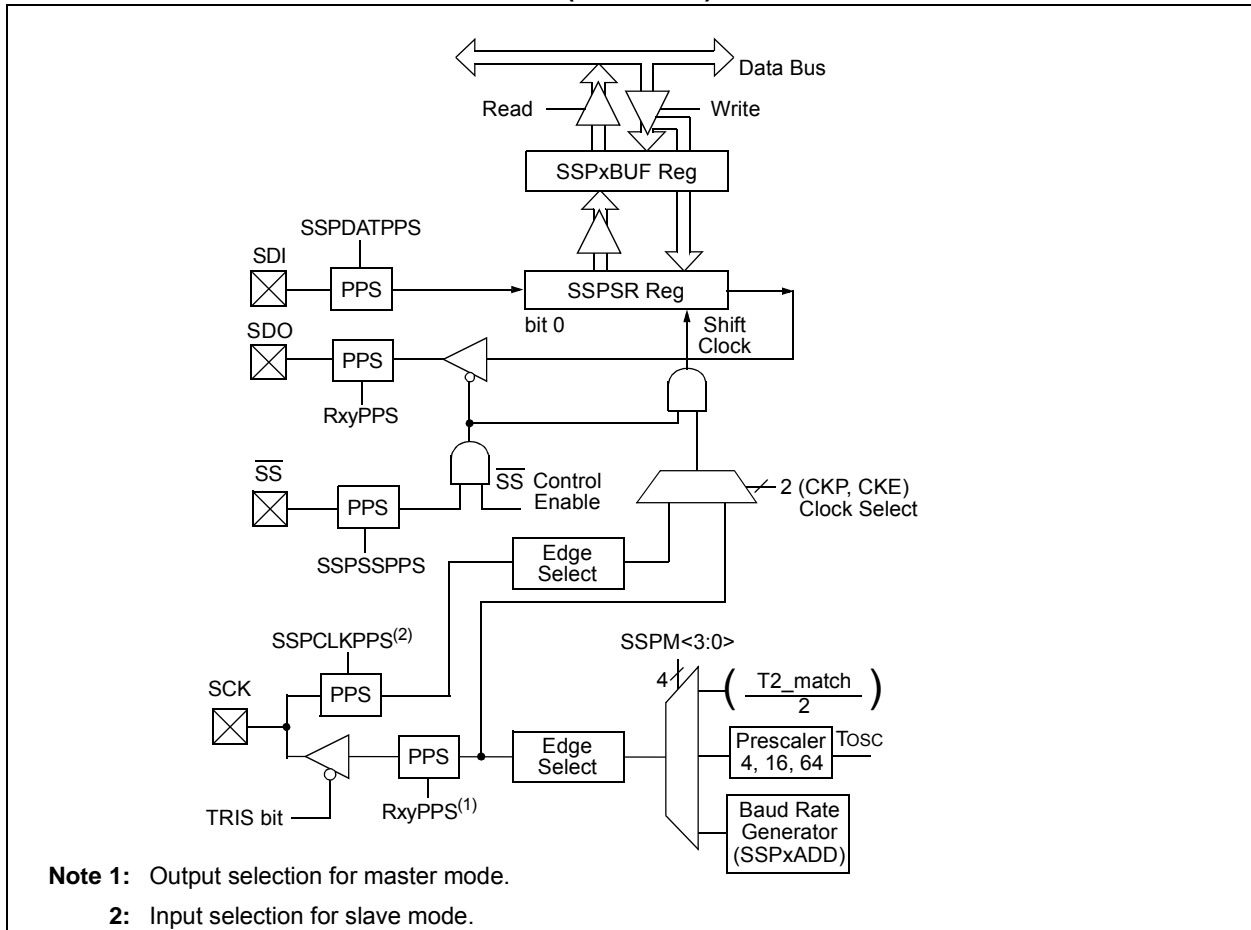 Data Bus
Read
Write
SSPxBUF Reg
SSPDATPPS
SDI
PPS
SSPSR Reg
bit 0
Shift
Clock
SDO
PPS
RxyPPS
SS
PPS
SS Control
Enable
2 (CKP, CKE)
Clock Select
SSPSSPPS
Edge
Select
SSPCLKPPS(2)
SSPM<3:0>
4
SCK
PPS
( T2_match
2 )
PPS
Edge
Select
Prescaler
4, 16, 64
TOSC
TRIS bit
RxyPPS(1)
Baud Rate
Generator
(SSPxADD)
Note 1: Output selection for master mode.
2: Input selection for slave mode.